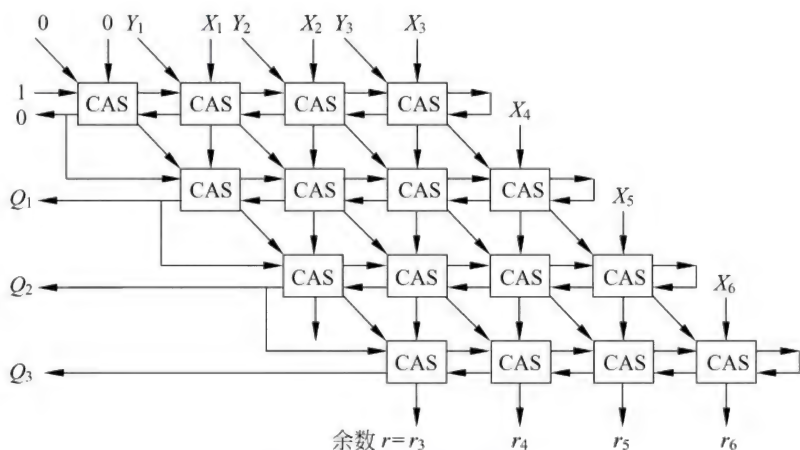 0 0 Y₁ X₁ Y₂ X₂ Y₃ X₃
1 CAS CAS CAS CAS
0
X₄
CAS CAS CAS CAS
Q₁
X₅
CAS CAS CAS CAS
Q₂
X₆
CAS CAS CAS CAS
Q₃
余数 r=r₃ r₄ r₅ r₆